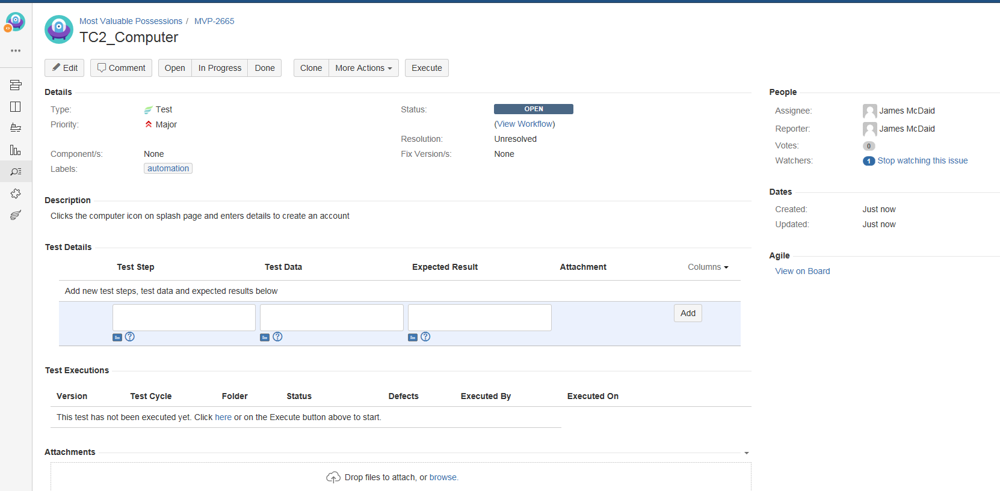 Most Valuable Possessions / MVP-2665
TC2_Computer
Edit Comment Open In Progress Done Clone More Actions Execute
Details
Type: Test
Priority: Major
Component/s: None
Labels: automation
Status: OPEN
(View Workflow)
Resolution: Unresolved
Fix Version/s: None
Description
Clicks the computer icon on splash page and enters details to create an account
Test Details
Test Step Test Data Expected Result Attachment Columns
Add new test steps, test data and expected results below
Add
Test Executions
Version Test Cycle Folder Status Defects Executed By Executed On
This test has not been executed yet. Click here or on the Execute button above to start.
Attachments
Drop files to attach, or browse.
People
Assignee: James McDaid
Reporter: James McDaid
Votes: 0
Watchers: 1 Stop watching this issue
Dates
Created: Just now
Updated: Just now
Agile
View on Board